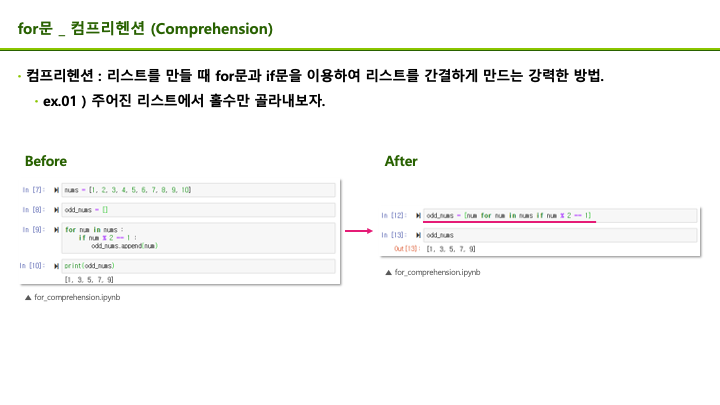 for문 _ 컴프리헨션 (Comprehension)
• 컴프리헨션 : 리스트를 만들 때 for문과 if문을 이용하여 리스트를 간결하게 만드는 강력한 방법.
• ex.01 ) 주어진 리스트에서 홀수만 골라내보자.
Before
In [7]: nums = [1, 2, 3, 4, 5, 6, 7, 8, 9, 10]
In [8]: odd_nums = []
In [9]: for num in nums :
if num % 2 == 1 :
odd_nums.append(num)
In [10]: print(odd_nums)
[1, 3, 5, 7, 9]
▲ for_comprehension.ipynb
After
In [12]: odd_nums = [num for num in nums if num % 2 == 1]
In [13]: odd_nums
Out[13]: [1, 3, 5, 7, 9]
▲ for_comprehension.ipynb